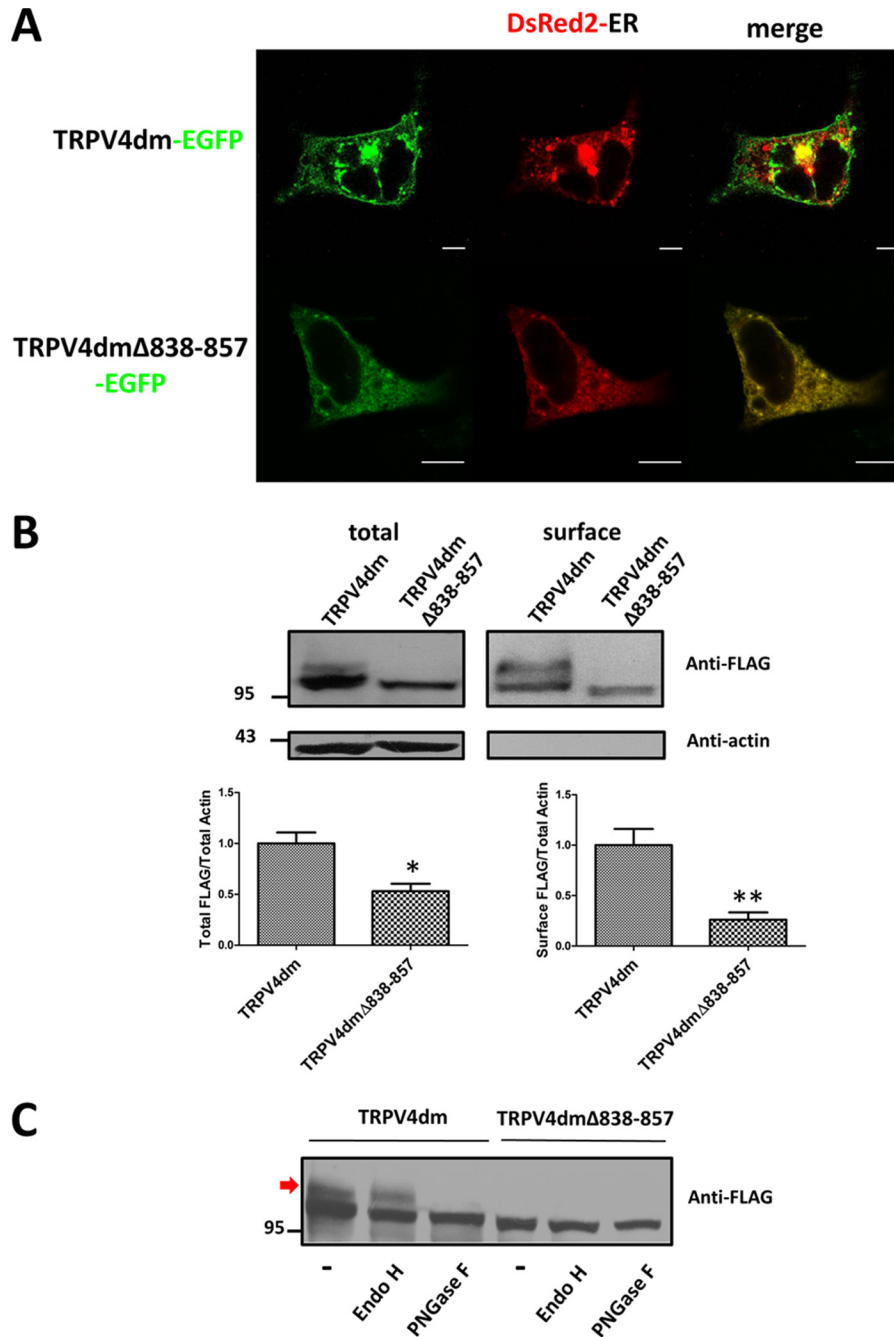 A
DsRed2-ER
merge
TRPV4dm-EGFP
TRPV4dmΔ838-857
-EGFP
B
total
surface
TRPV4dm
TRPV4dm
Δ838-857
TRPV4dm
TRPV4dm
Δ838-857
95
Anti-FLAG
43
Anti-actin
Total FLAG/Total Actin
1.5
1.0
0.5
0.0
*
TRPV4dm
TRPV4dmΔ838-857
Surface FLAG/Total Actin
1.5
1.0
0.5
0.0
**
TRPV4dm
TRPV4dmΔ838-857
C
TRPV4dm
TRPV4dmΔ838-857
Anti-FLAG
95
-
Endo H
PNGase F
-
Endo H
PNGase F